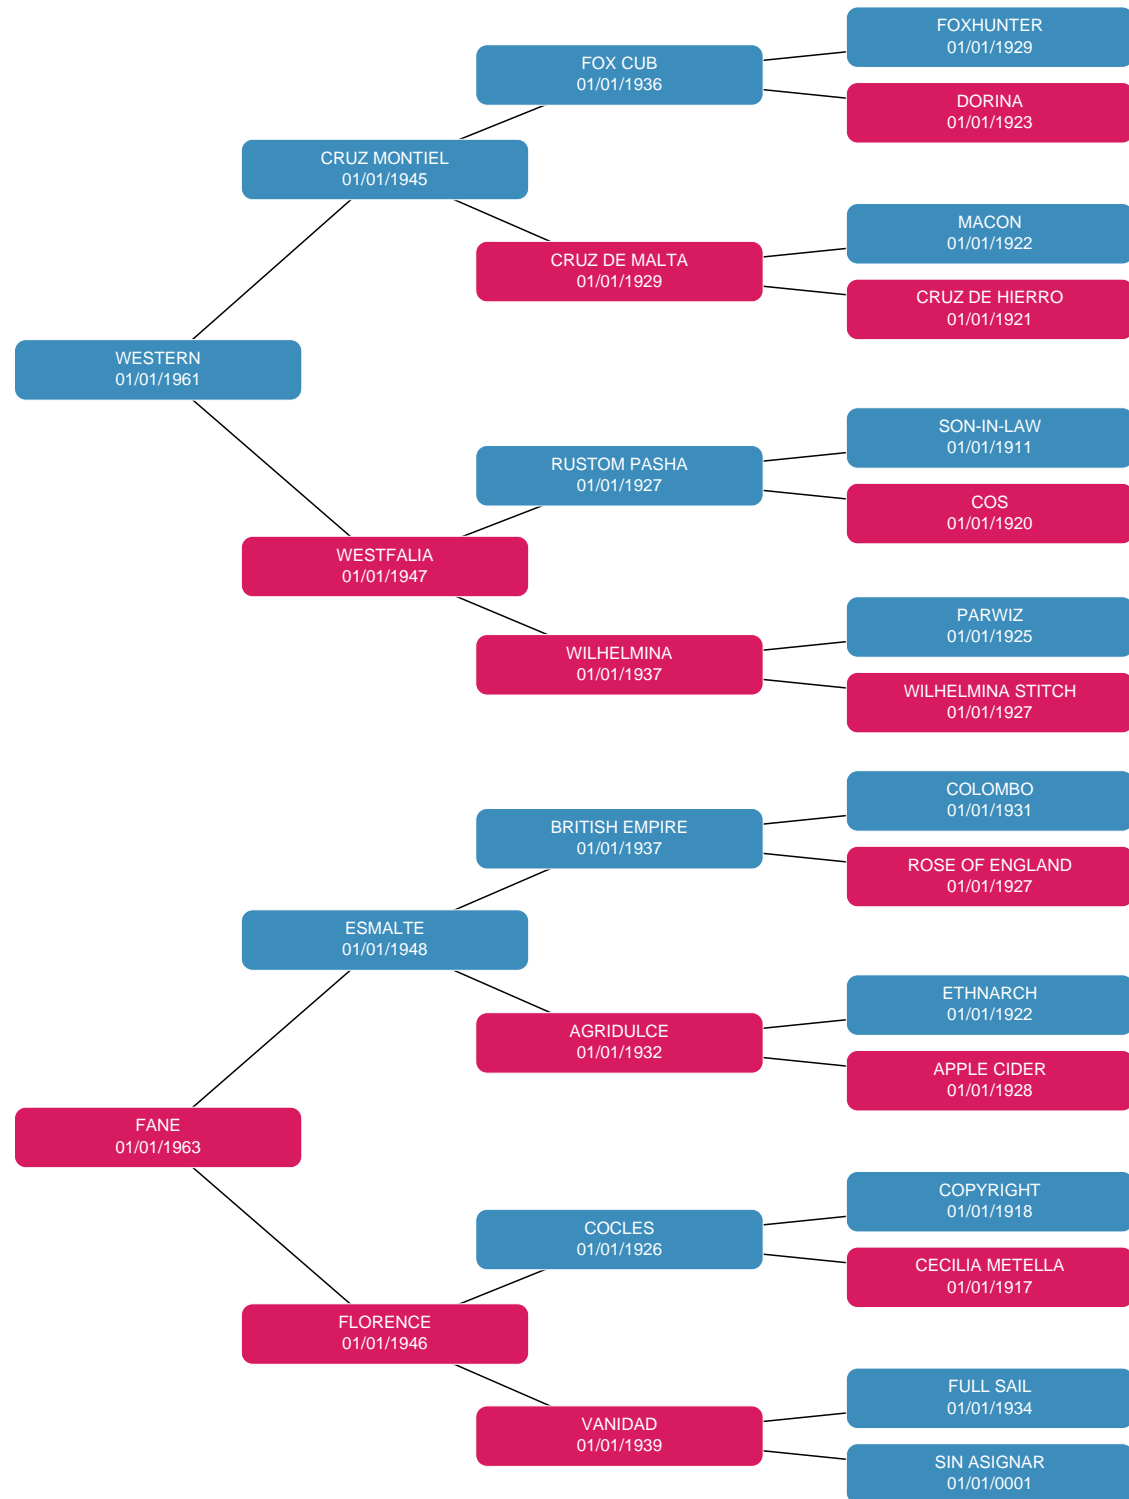 FOXHUNTER
01/01/1929
FOX CUB
01/01/1936
DORINA
01/01/1923
CRUZ MONTIEL
01/01/1945
MACON
01/01/1922
CRUZ DE MALTA
01/01/1929
CRUZ DE HIERRO
01/01/1921
WESTERN
01/01/1961
SON-IN-LAW
01/01/1911
RUSTOM PASHA
01/01/1927
COS
01/01/1920
WESTFALIA
01/01/1947
PARWIZ
01/01/1925
WILHELMINA
01/01/1937
WILHELMINA STITCH
01/01/1927
COLOMBO
01/01/1931
BRITISH EMPIRE
01/01/1937
ROSE OF ENGLAND
01/01/1927
ESMALTE
01/01/1948
ETHNARCH
01/01/1922
AGRIDULCE
01/01/1932
APPLE CIDER
01/01/1928
FANE
01/01/1963
COPYRIGHT
01/01/1918
COCLES
01/01/1926
CECILIA METELLA
01/01/1917
FLORENCE
01/01/1946
FULL SAIL
01/01/1934
VANIDAD
01/01/1939
SIN ASIGNAR
01/01/0001